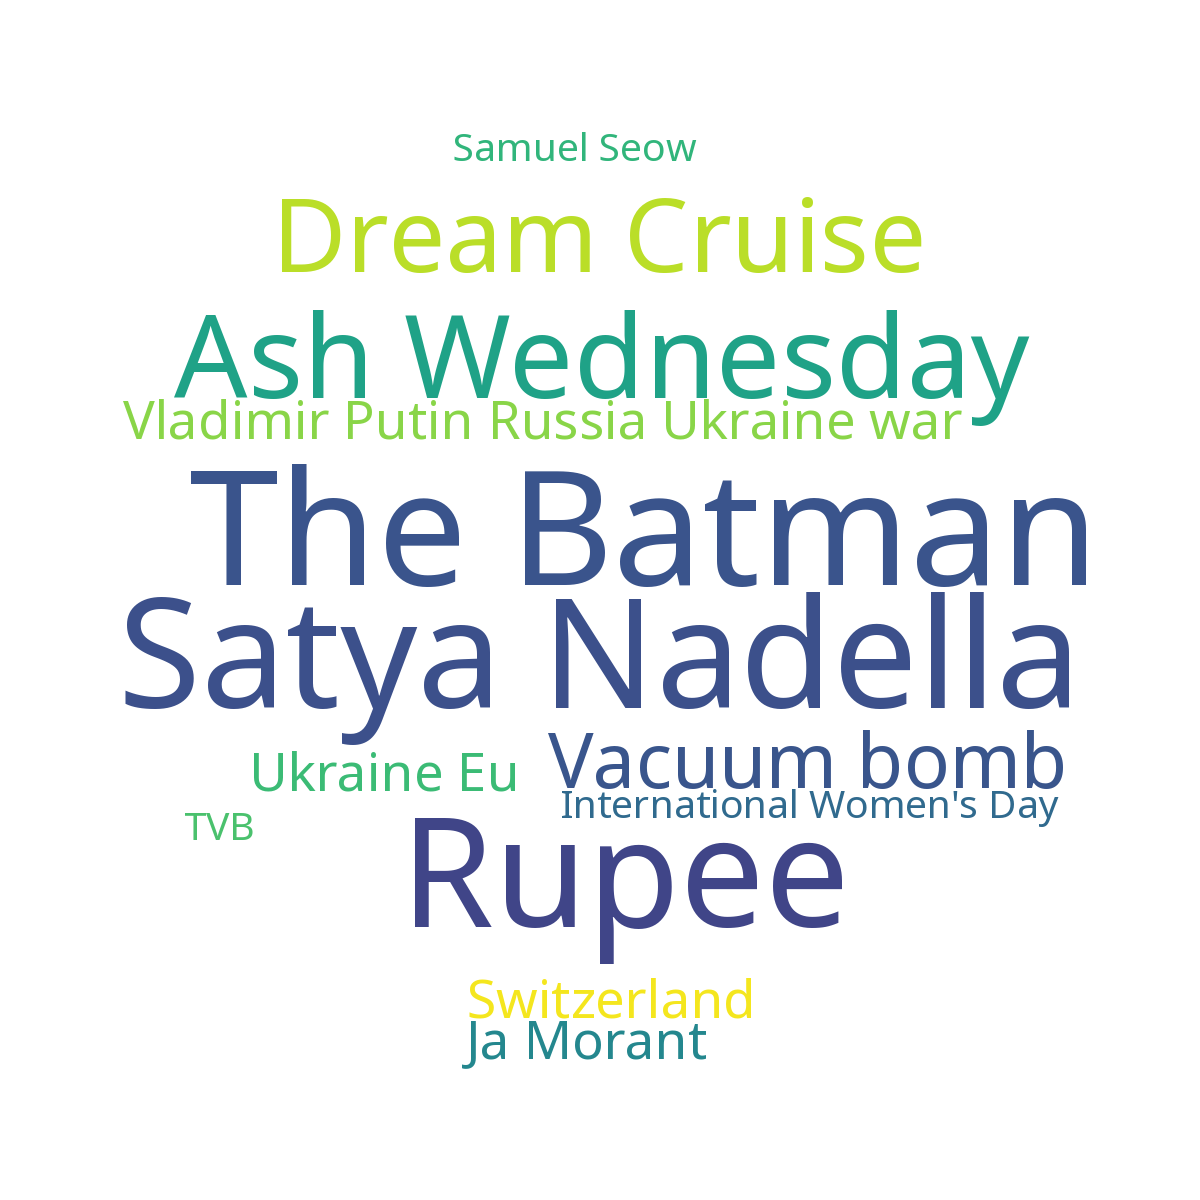 Samuel Seow
Dream Cruise
Ash Wednesday
Vladimir Putin Russia Ukraine war
The Batman
Satya Nadella
Ukraine Eu
Vacuum bomb
International Women's Day
TVB
Rupee
Switzerland
Ja Morant